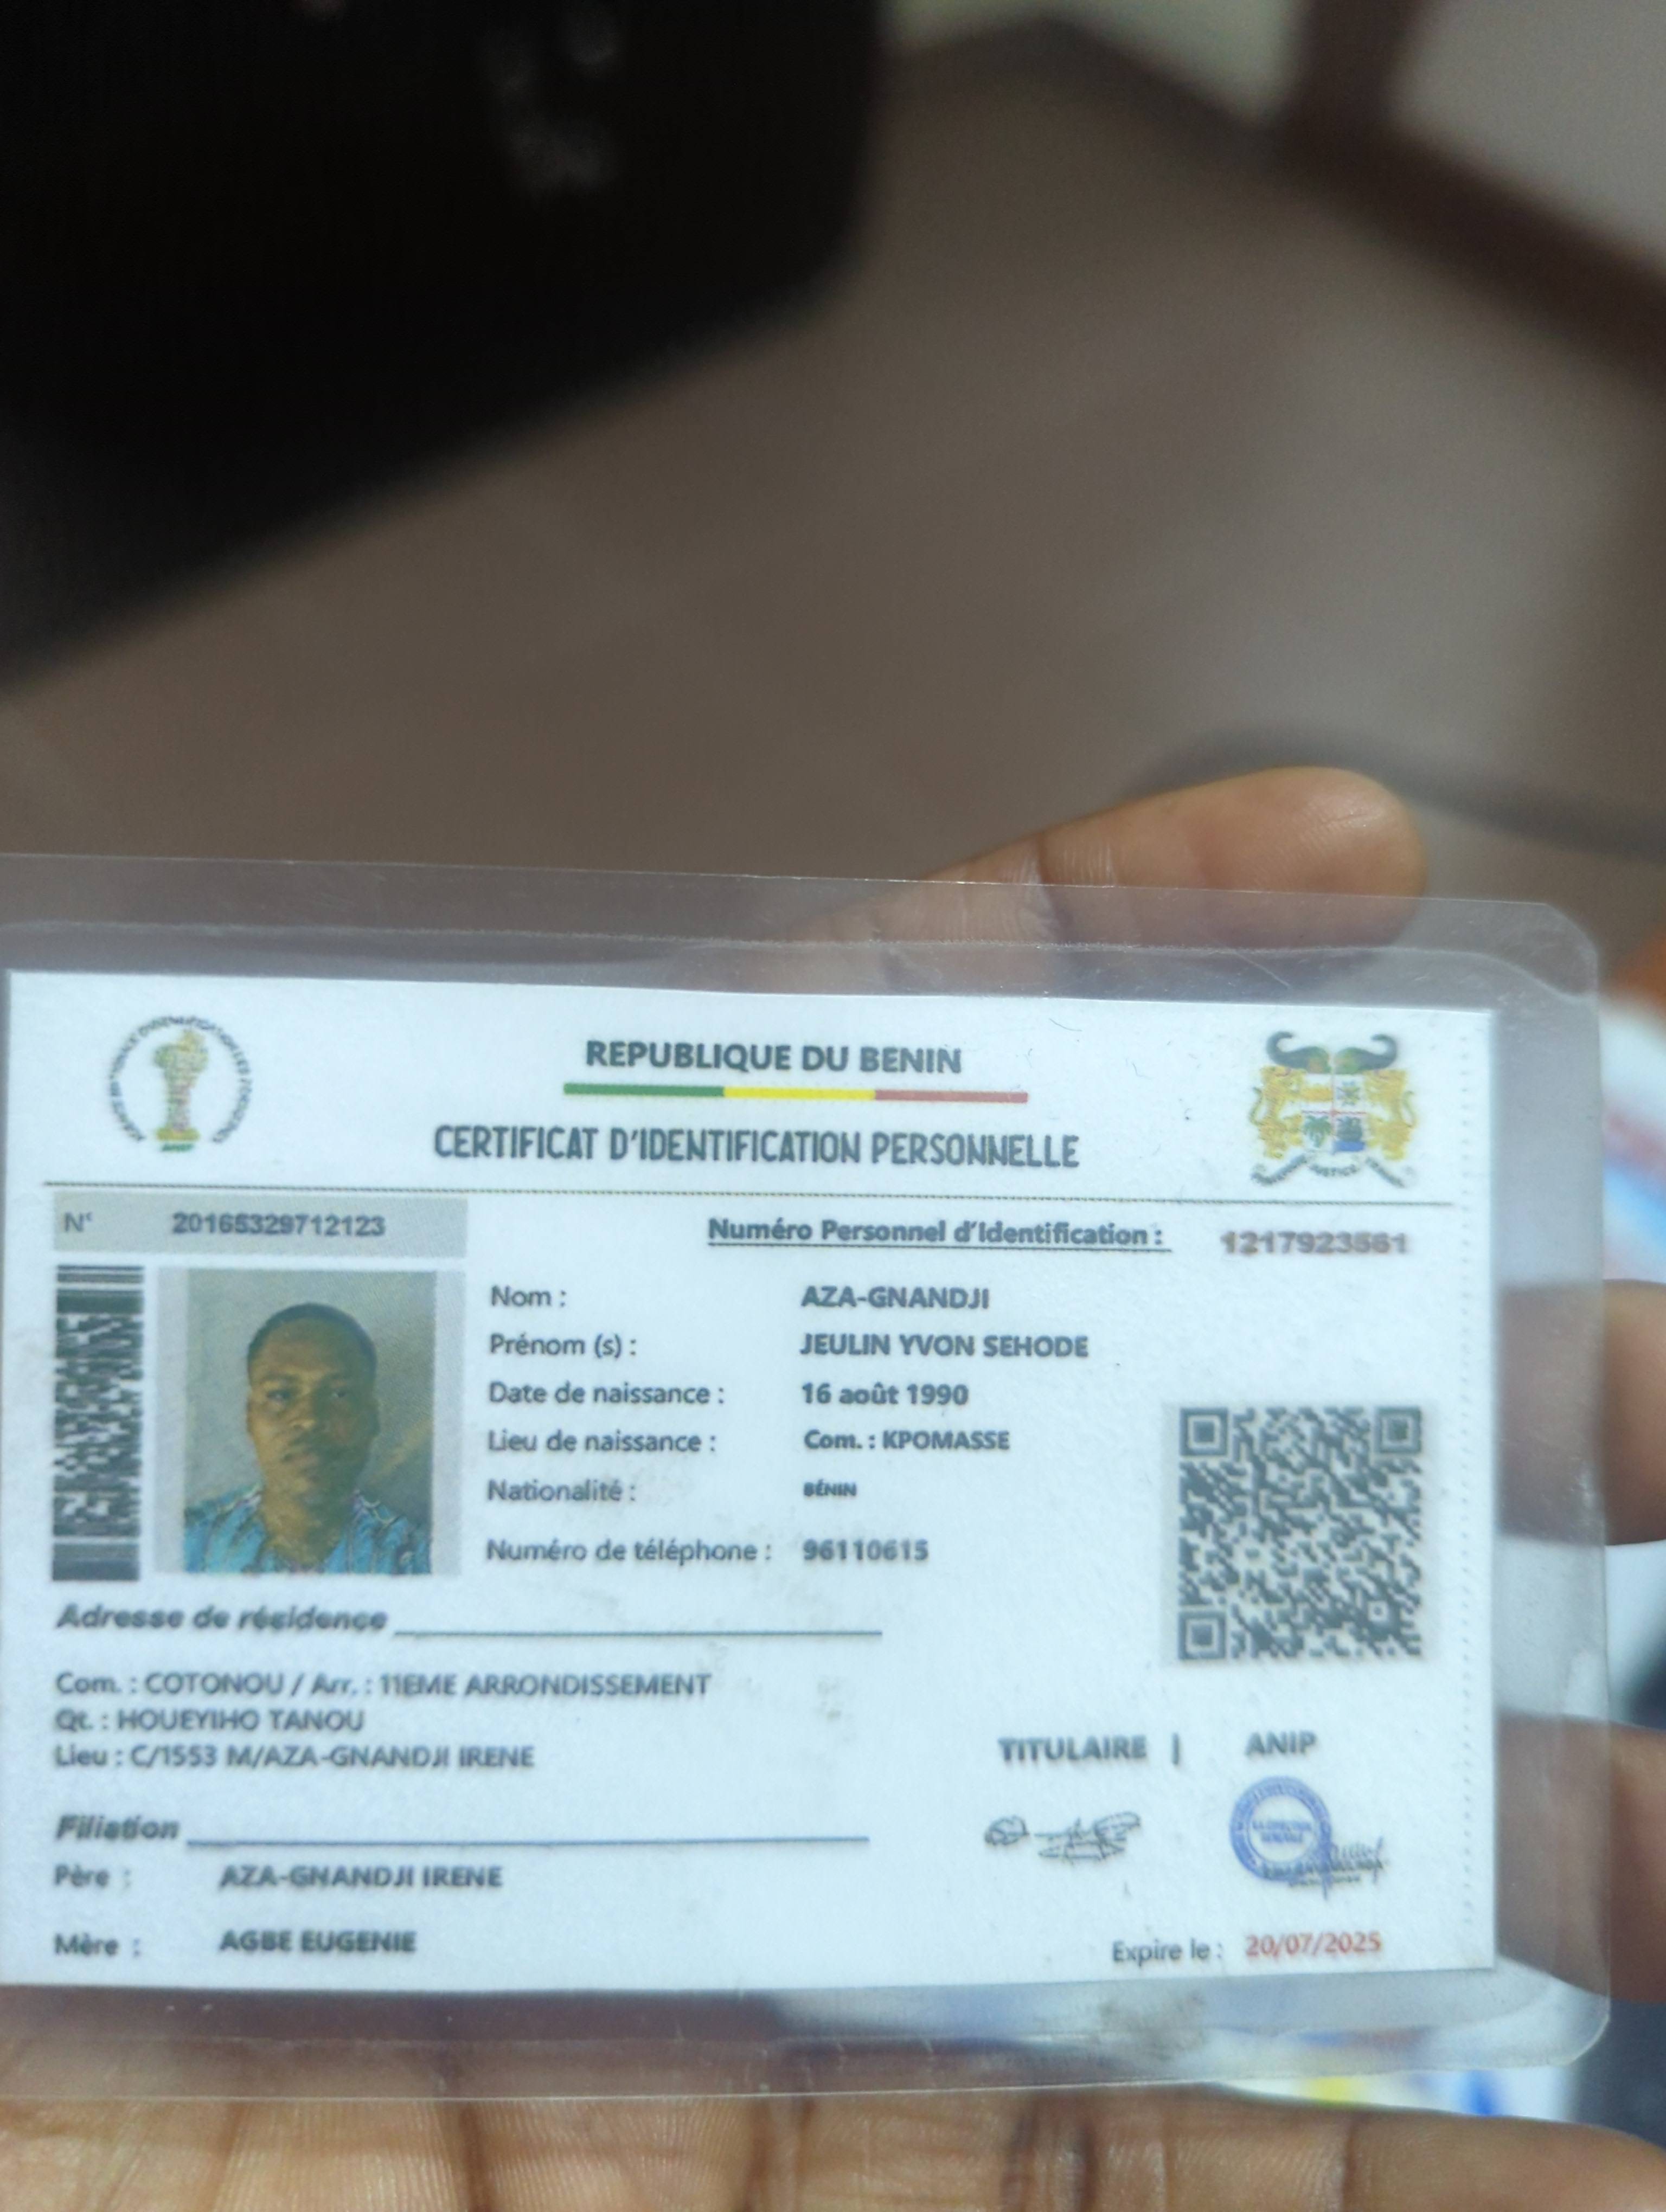 REPUBLIQUE DU BENIN
CERTIFICAT D'IDENTIFICATION PERSONNELLE
N° 20165329712123
Numéro Personnel d'Identification : 1217923561
Nom : AZA-GNANDJI
Prénom (s) : JEULIN YVON SEHODE
Date de naissance : 16 août 1990
Lieu de naissance : Com. : KPOMASSE
Nationalité : BÉNIN
Numéro de téléphone : 96110615
Adresse de résidence
Com. : COTONOU / Arr. : 11EME ARRONDISSEMENT
Qt. : HOUEYIHO TANOU
Lieu : C/1553 M/AZA-GNANDJI IRENE
TITULAIRE | ANIP
Filiation
Père : AZA-GNANDJI IRENE
Mère : AGBE EUGENIE
Expire le : 20/07/2025